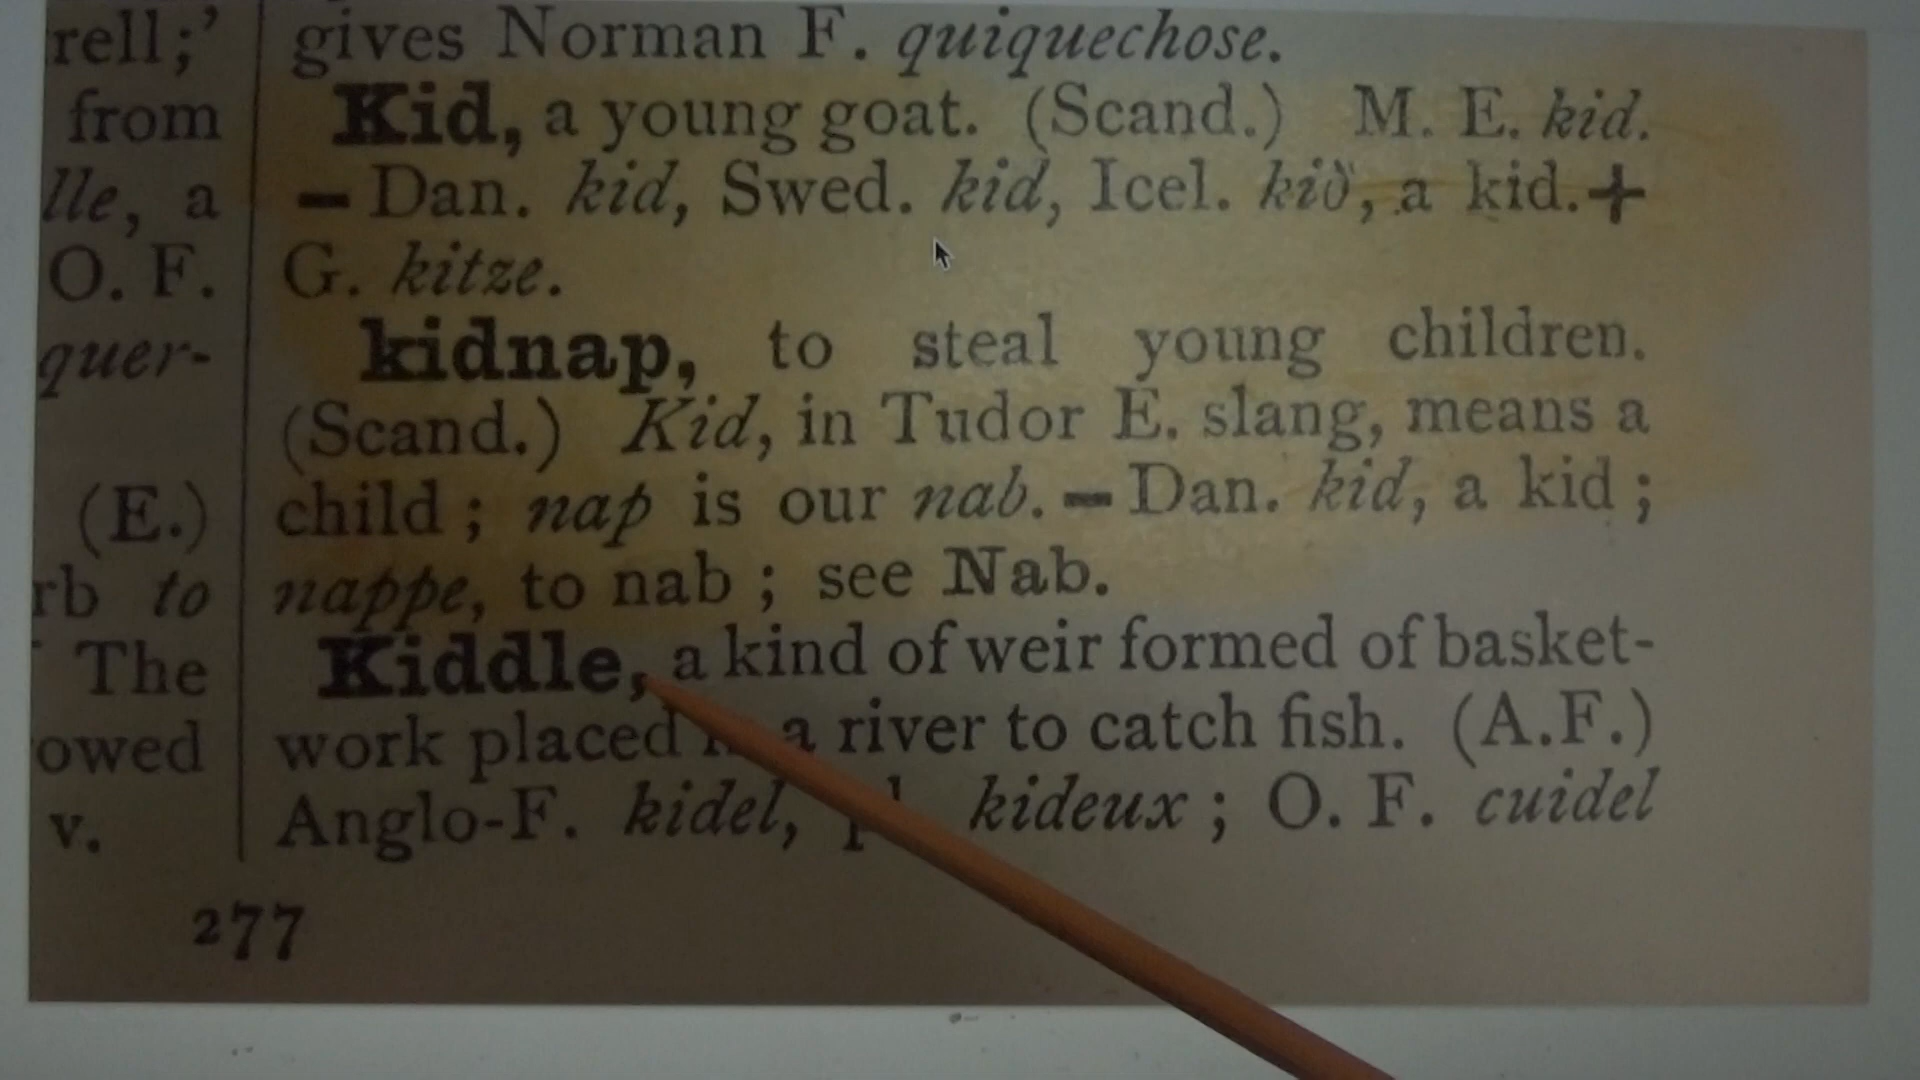 rell;’
from
lle, a
O. F.
quer-
(E.)
rb to
The
owed
v.
277
gives Norman F. quiquechose.
Kid, a young goat. (Scand.) M. E. kid.
– Dan. kid, Swed. kid, Icel. kið, a kid.+
G. kitze.
kidnap, to steal young children.
(Scand.) Kid, in Tudor E. slang, means a
child ; nap is our nab. – Dan. kid, a kid ;
nappe, to nab ; see Nab.
Kiddle, a kind of weir formed of basket-
work placed a river to catch fish. (A.F.)
Anglo-F. kidel, kideux ; O. F. cuidel